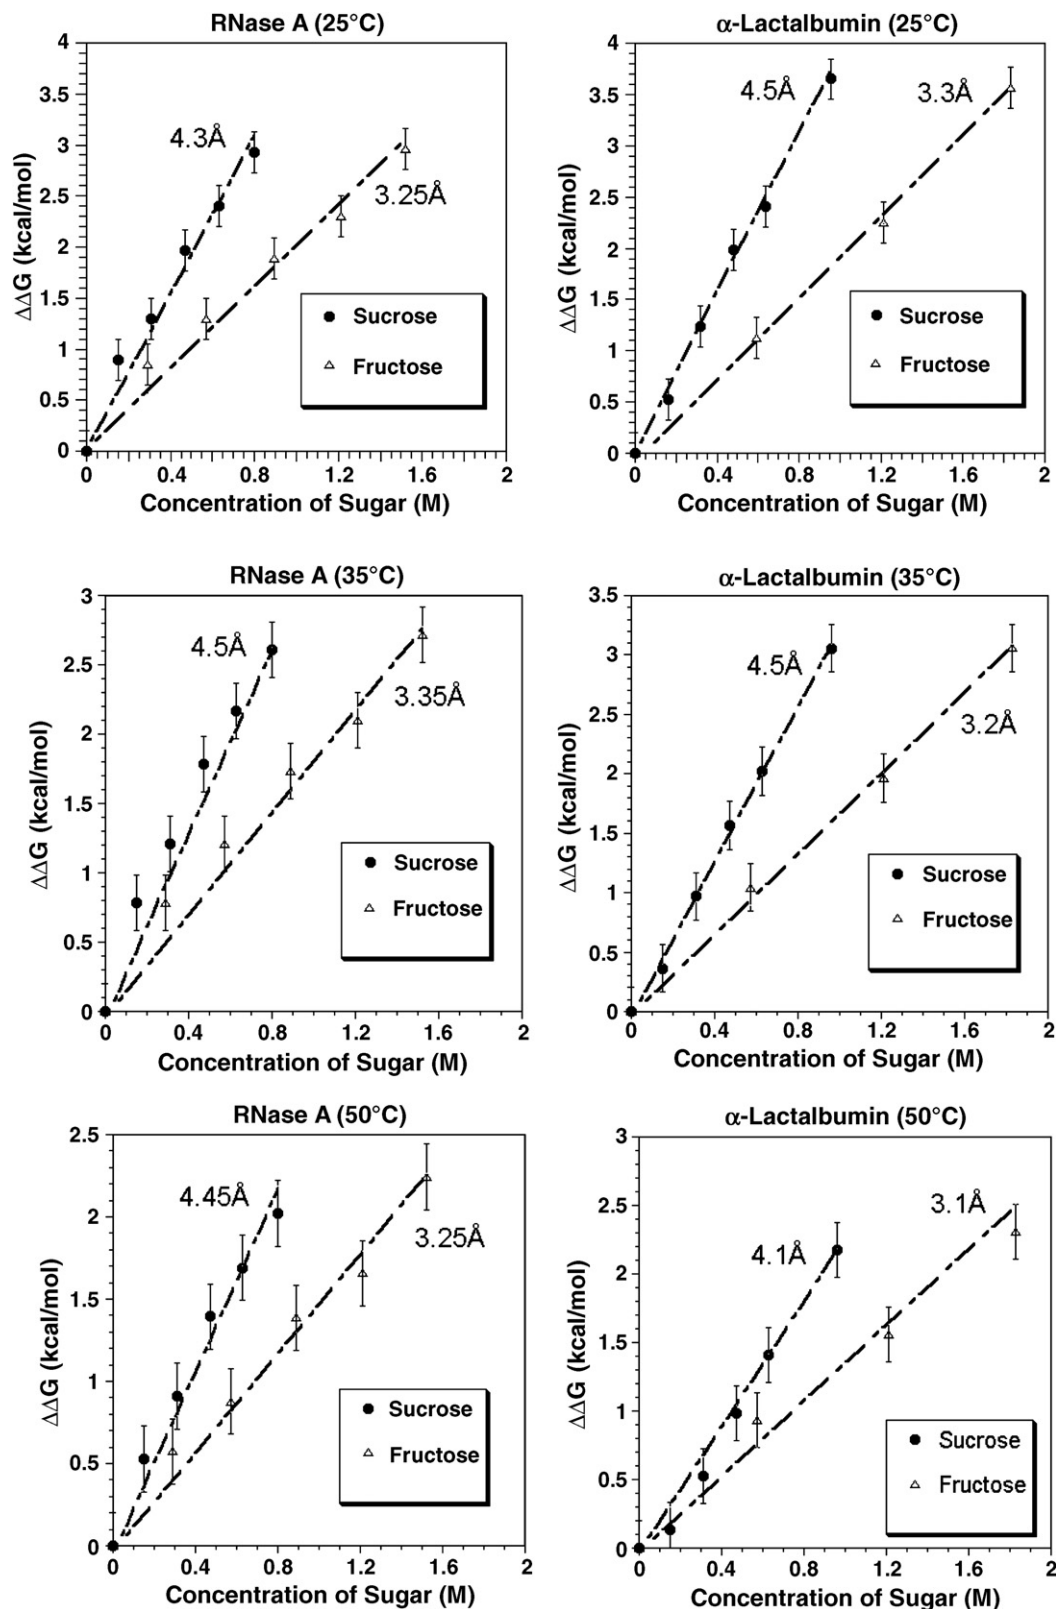 RNase A (25°C)
4
3.5
3
2.5
2
1.5
1
0.5
0
ΔΔG (kcal/mol)
4.3Å
3.25Å
Sucrose
Fructose
0 0.4 0.8 1.2 1.6 2
Concentration of Sugar (M)
α-Lactalbumin (25°C)
4
3.5
3
2.5
2
1.5
1
0.5
0
ΔΔG (kcal/mol)
4.5Å
3.3Å
Sucrose
Fructose
0 0.4 0.8 1.2 1.6 2
Concentration of Sugar (M)
RNase A (35°C)
3
2.5
2
1.5
1
0.5
0
ΔΔG (kcal/mol)
4.5Å
3.35Å
Sucrose
Fructose
0 0.4 0.8 1.2 1.6 2
Concentration of Sugar (M)
α-Lactalbumin (35°C)
3.5
3
2.5
2
1.5
1
0.5
0
ΔΔG (kcal/mol)
4.5Å
3.2Å
Sucrose
Fructose
0 0.4 0.8 1.2 1.6 2
Concentration of Sugar (M)
RNase A (50°C)
2.5
2
1.5
1
0.5
0
ΔΔG (kcal/mol)
4.45Å
3.25Å
Sucrose
Fructose
0 0.4 0.8 1.2 1.6 2
Concentration of Sugar (M)
α-Lactalbumin (50°C)
3
2.5
2
1.5
1
0.5
0
ΔΔG (kcal/mol)
4.1Å
3.1Å
Sucrose
Fructose
0 0.4 0.8 1.2 1.6 2
Concentration of Sugar (M)